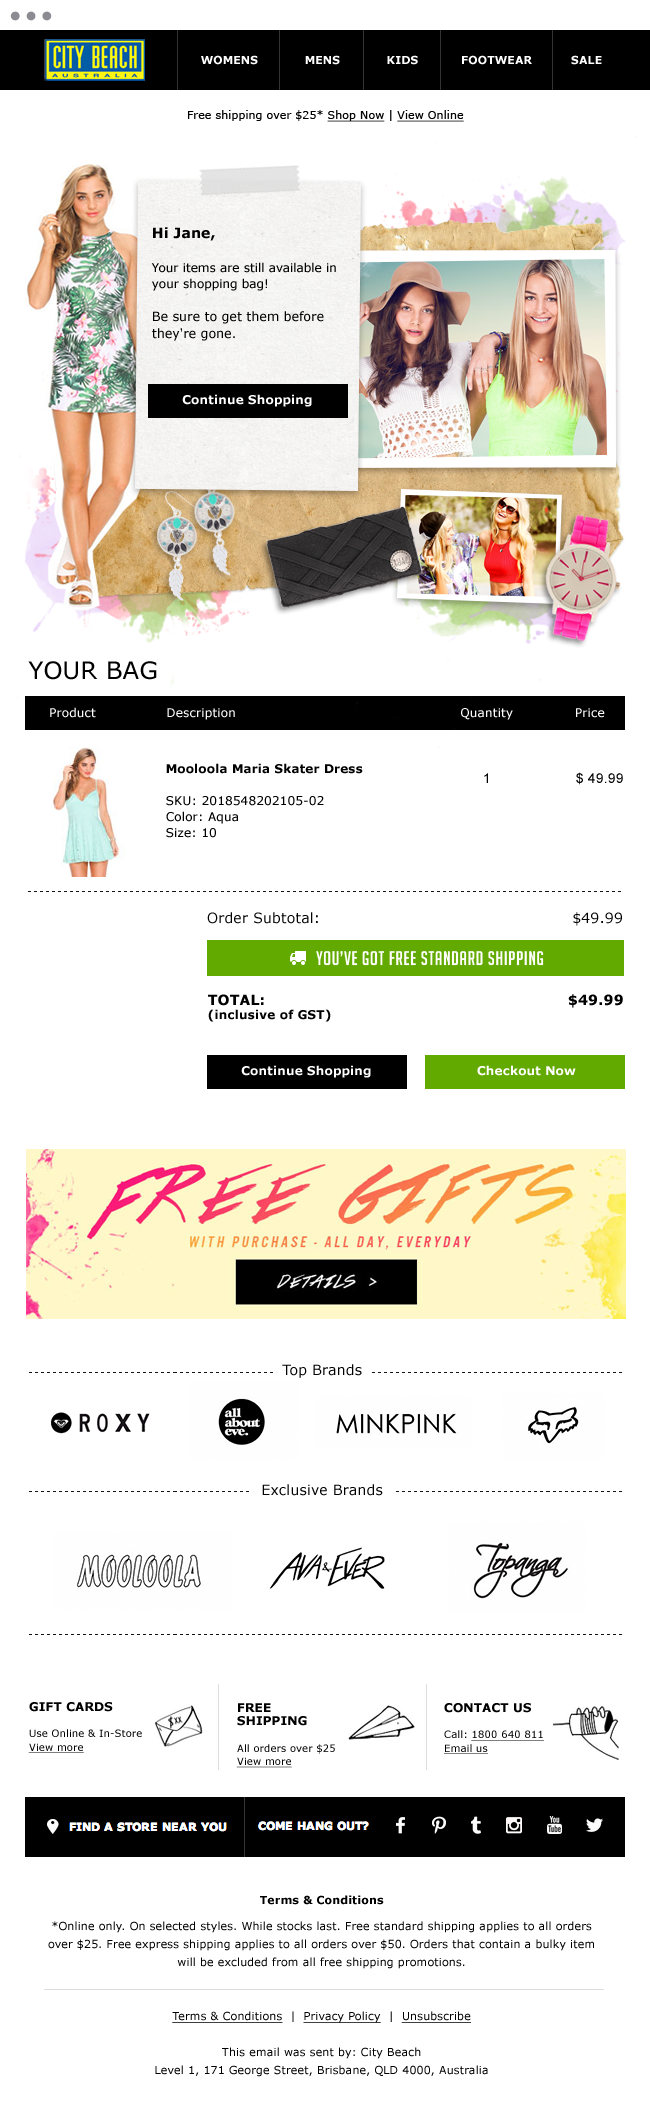 CITY BEACH
AUSTRALIA
WOMENS
MENS
KIDS
FOOTWEAR
SALE
Free shipping over $25* Shop Now | View Online
Hi Jane,
Your items are still available in
your shopping bag!
Be sure to get them before
they're gone.
Continue Shopping
YOUR BAG
Product Description Quantity Price
Mooloola Maria Skater Dress 1 $ 49.99
SKU: 2018548202105-02
Color: Aqua
Size: 10
Order Subtotal: $49.99
YOU'VE GOT FREE STANDARD SHIPPING
TOTAL: $49.99
(inclusive of GST)
Continue Shopping
Checkout Now
FREE GIFTS
WITH PURCHASE - ALL DAY, EVERYDAY
DETAILS >
Top Brands
ROXY
all
about
eve.
MINKPINK
Exclusive Brands
MOOLOOLA
AVA & EVER
Topanga
GIFT CARDS
Use Online & In-Store
View more
$xx
FREE
SHIPPING
All orders over $25
View more
CONTACT US
Call: 1800 640 811
Email us
FIND A STORE NEAR YOU
COME HANG OUT?
You
Tube
Terms & Conditions
*Online only. On selected styles. While stocks last. Free standard shipping applies to all orders
over $25. Free express shipping applies to all orders over $50. Orders that contain a bulky item
will be excluded from all free shipping promotions.
Terms & Conditions | Privacy Policy | Unsubscribe
This email was sent by: City Beach
Level 1, 171 George Street, Brisbane, QLD 4000, Australia